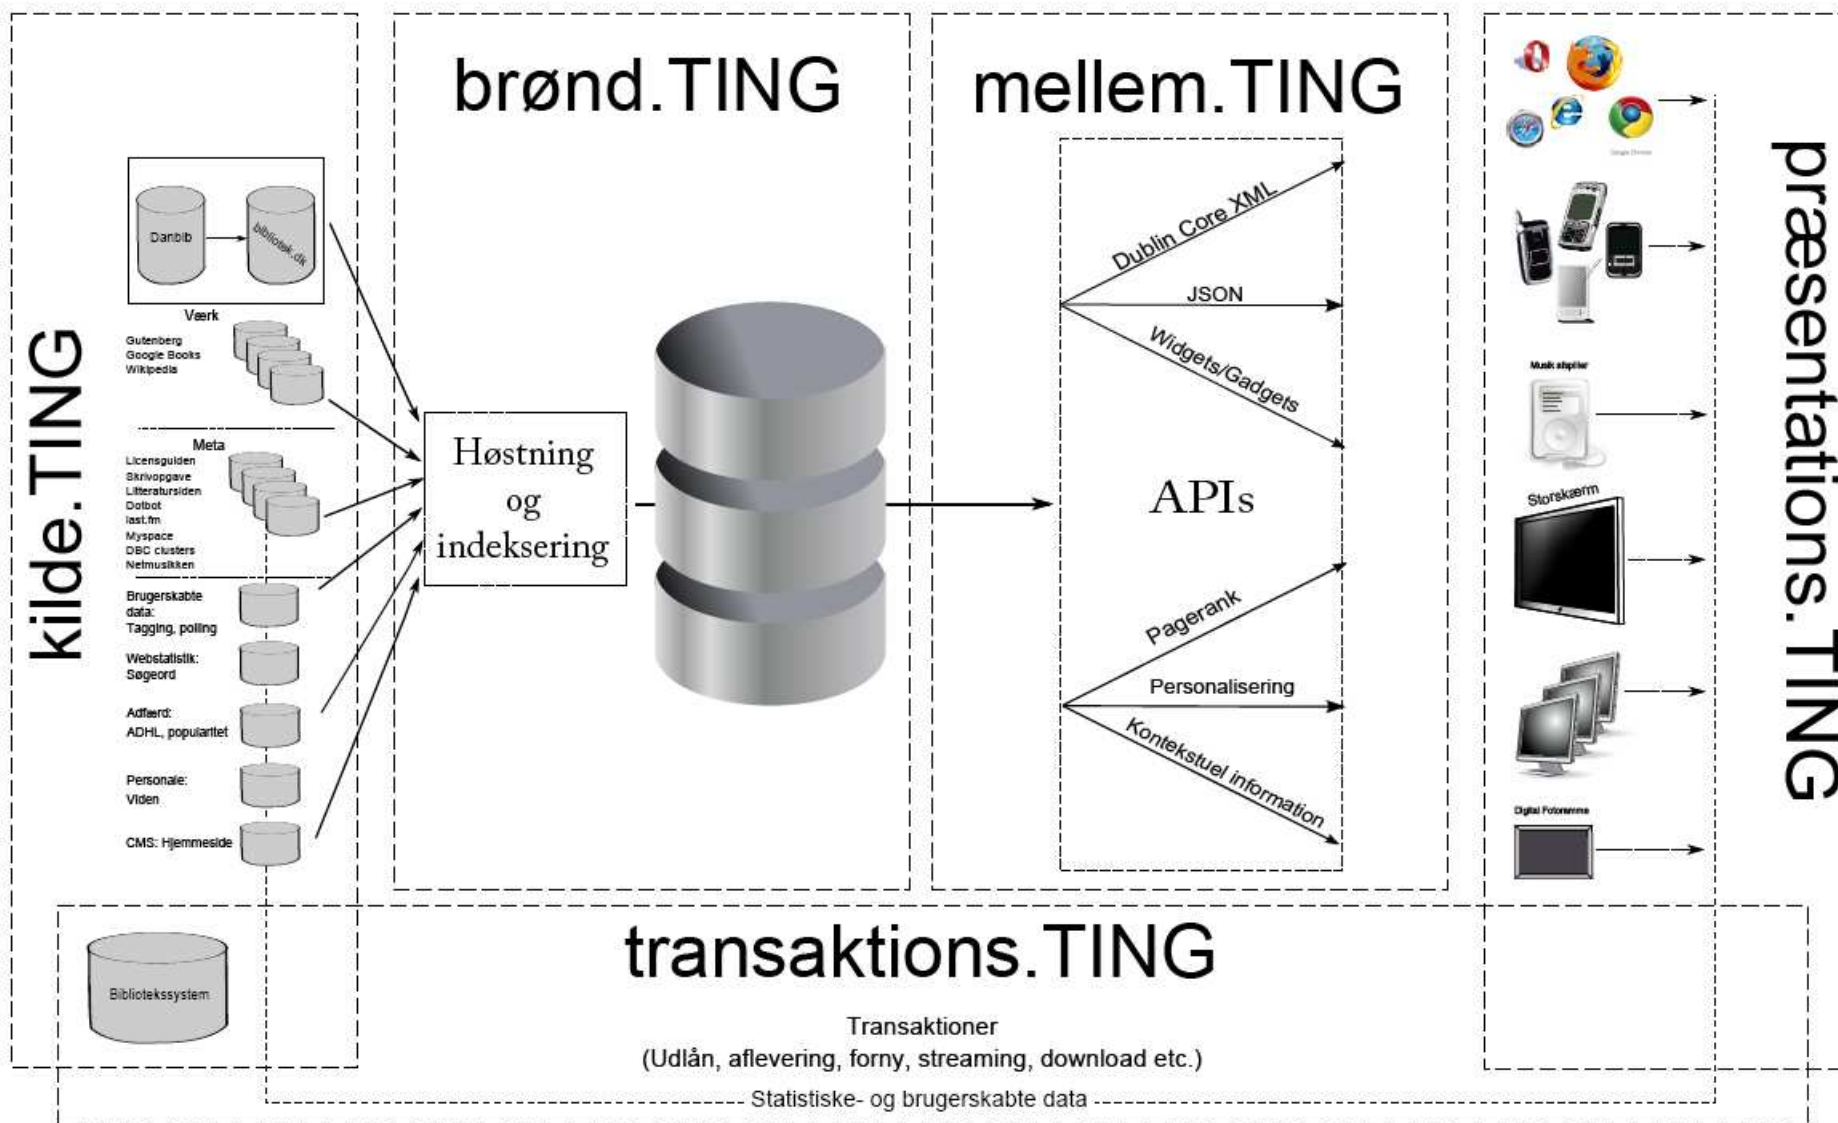 kilde.TING
Danbib
bibliotek.dk
Værk
Gutenberg
Google Books
Wikipedia
Meta
Licensguiden
Skrivopgave
Litteratursiden
Dotbot
last.fm
Myspace
DBC clusters
Netmusikken
Brugerskabte
data:
Tagging, polling
Webstatistik:
Søgeord
Adfærd:
ADHL, popularitet
Personale:
Viden
CMS: Hjemmeside
Bibliotekssystem
brønd.TING
Høstning
og
indeksering
mellem.TING
Dublin Core XML
JSON
Widgets/Gadgets
APIs
Pagerank
Personalisering
Kontekstuel information
præsentations.TING
Google Chrome
Musik afspiller
Storskærm
Digital Fotoramme
transaktions.TING
Transaktioner
(Udlån, aflevering, forny, streaming, download etc.)
Statistiske- og brugerskabte data